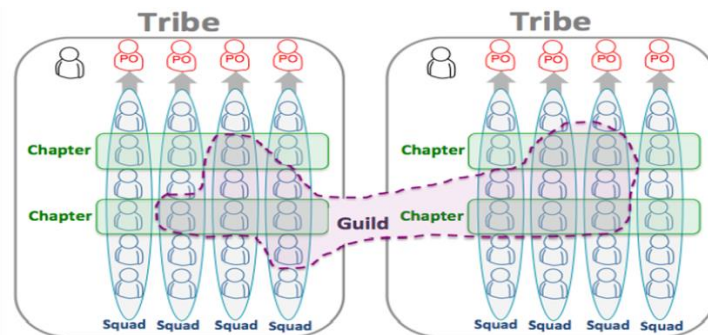 Tribe Tribe
PO PO PO PO PO PO PO PO
Chapter Chapter
Chapter Guild Chapter
Squad Squad Squad Squad Squad Squad Squad Squad